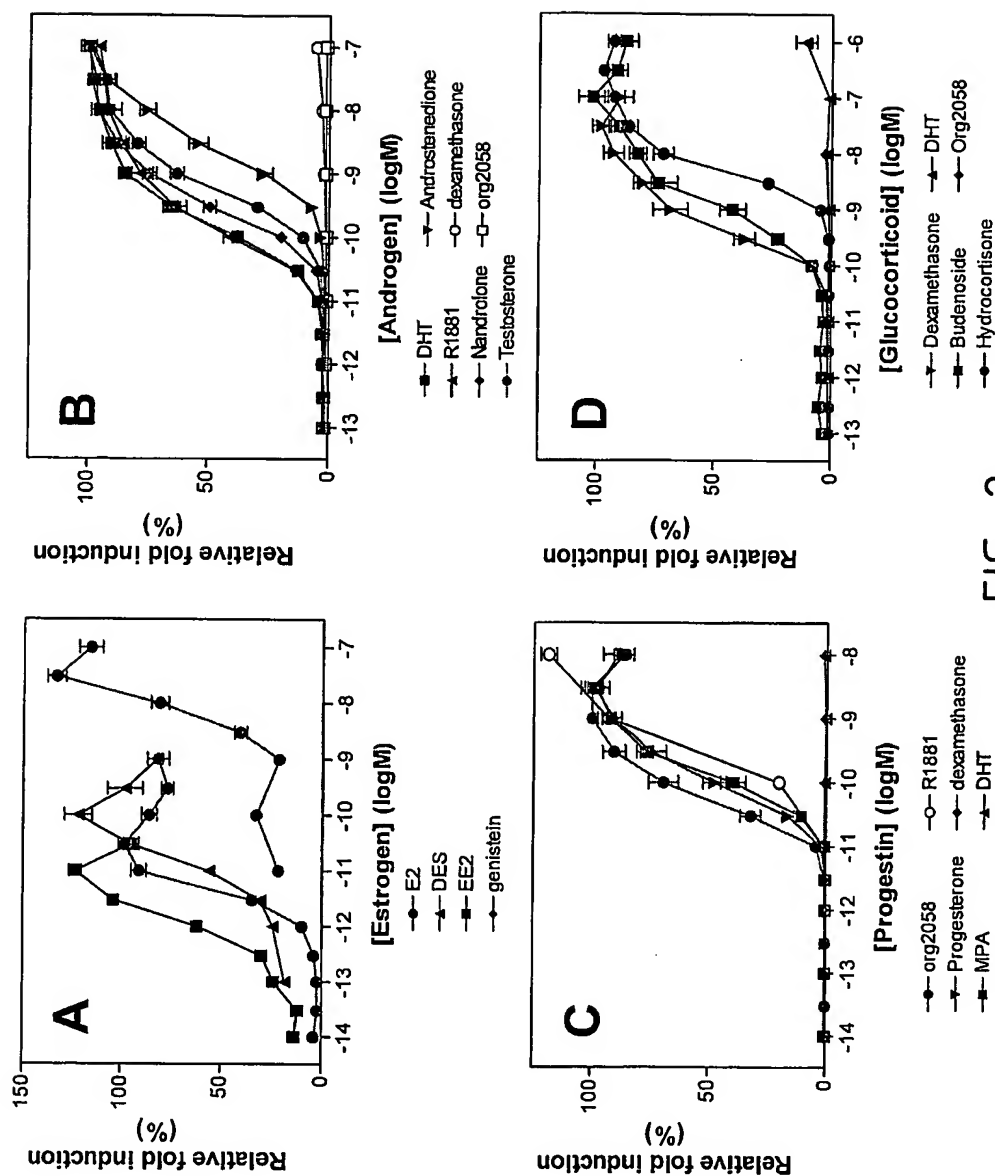 A
Relative fold induction
(%)
150
100
50
0
-14 -13 -12 -11 -10 -9 -8 -7
[Estrogen] (logM)
E2
DES
EE2
genistein
B
Relative fold induction
(%)
100
50
0
-13 -12 -11 -10 -9 -8 -7
[Androgen] (logM)
DHT
R1881
Nandrolone
Testosterone
Androstenedione
dexamethasone
org2058
C
Relative fold induction
(%)
100
50
0
-14 -13 -12 -11 -10 -9 -8
[Progestin] (logM)
org2058
Progesterone
MPA
R1881
dexamethasone
DHT
D
Relative fold induction
(%)
100
50
0
-13 -12 -11 -10 -9 -8 -7 -6
[Glucocorticoid] (logM)
Dexamethasone
Budenoside
Hydrocortisone
DHT
Org2058